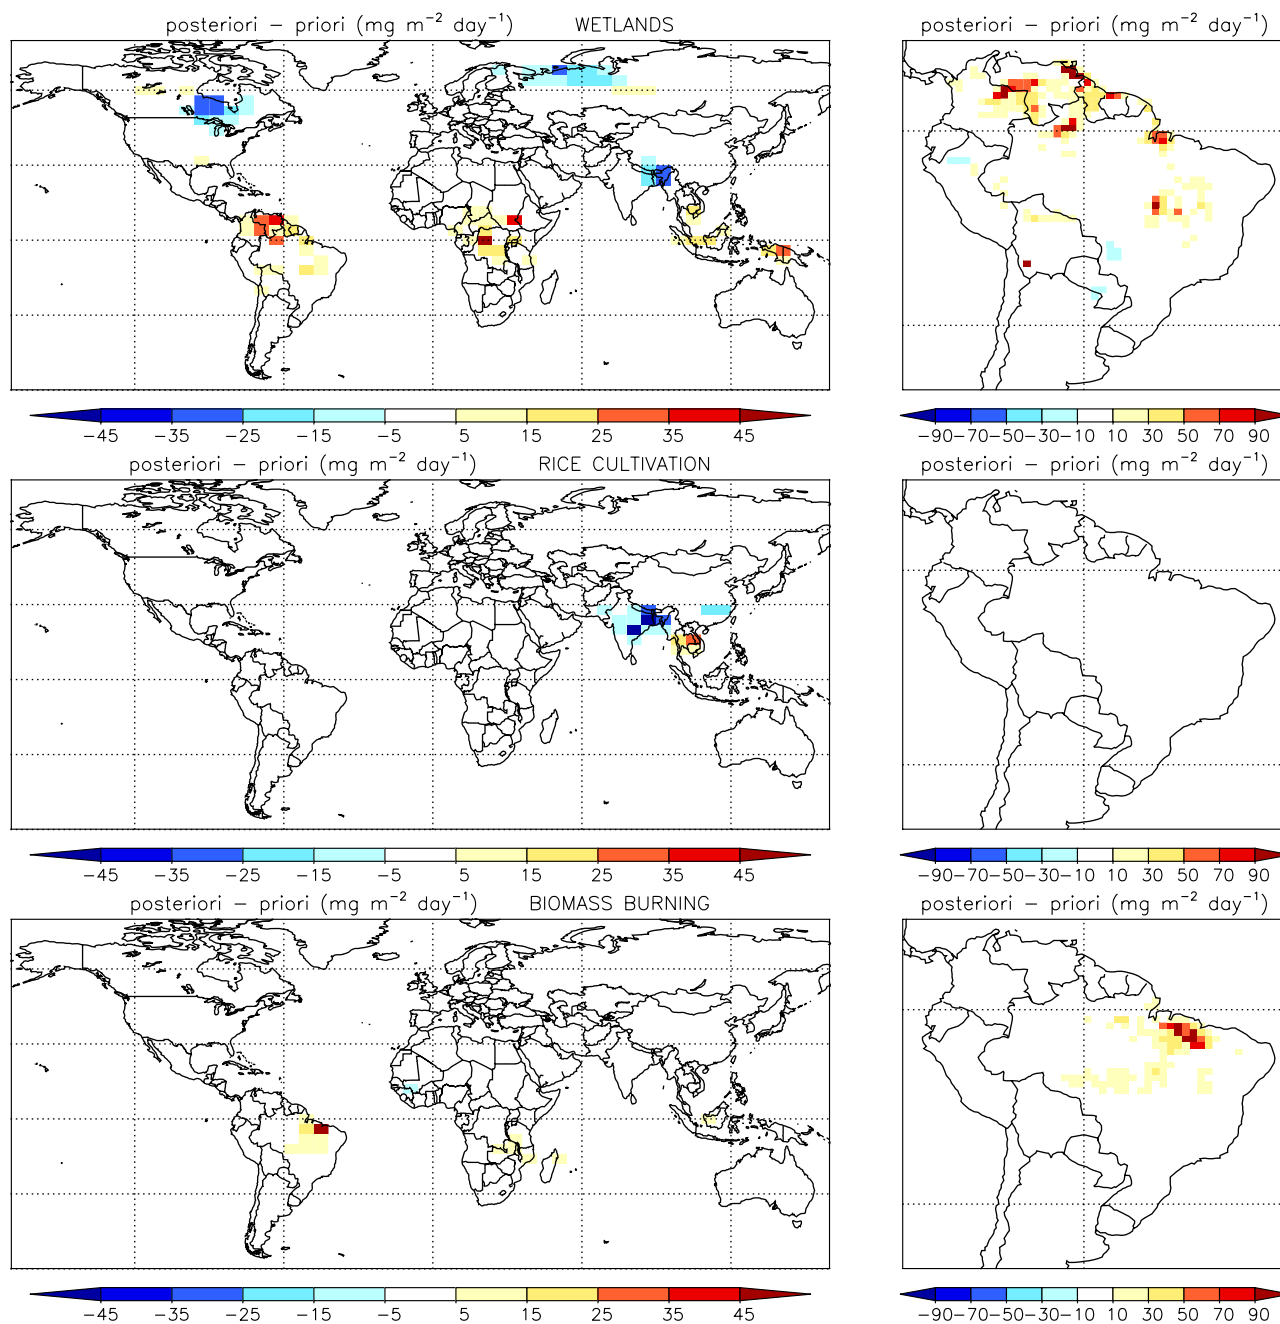 posteriori − priori (mg m⁻² day⁻¹) WETLANDS
posteriori − priori (mg m⁻² day⁻¹)
−45 −35 −25 −15 −5 5 15 25 35 45
−90 −70 −50 −30 −10 10 30 50 70 90
posteriori − priori (mg m⁻² day⁻¹) RICE CULTIVATION
posteriori − priori (mg m⁻² day⁻¹)
−45 −35 −25 −15 −5 5 15 25 35 45
−90 −70 −50 −30 −10 10 30 50 70 90
posteriori − priori (mg m⁻² day⁻¹) BIOMASS BURNING
posteriori − priori (mg m⁻² day⁻¹)
−45 −35 −25 −15 −5 5 15 25 35 45
−90 −70 −50 −30 −10 10 30 50 70 90